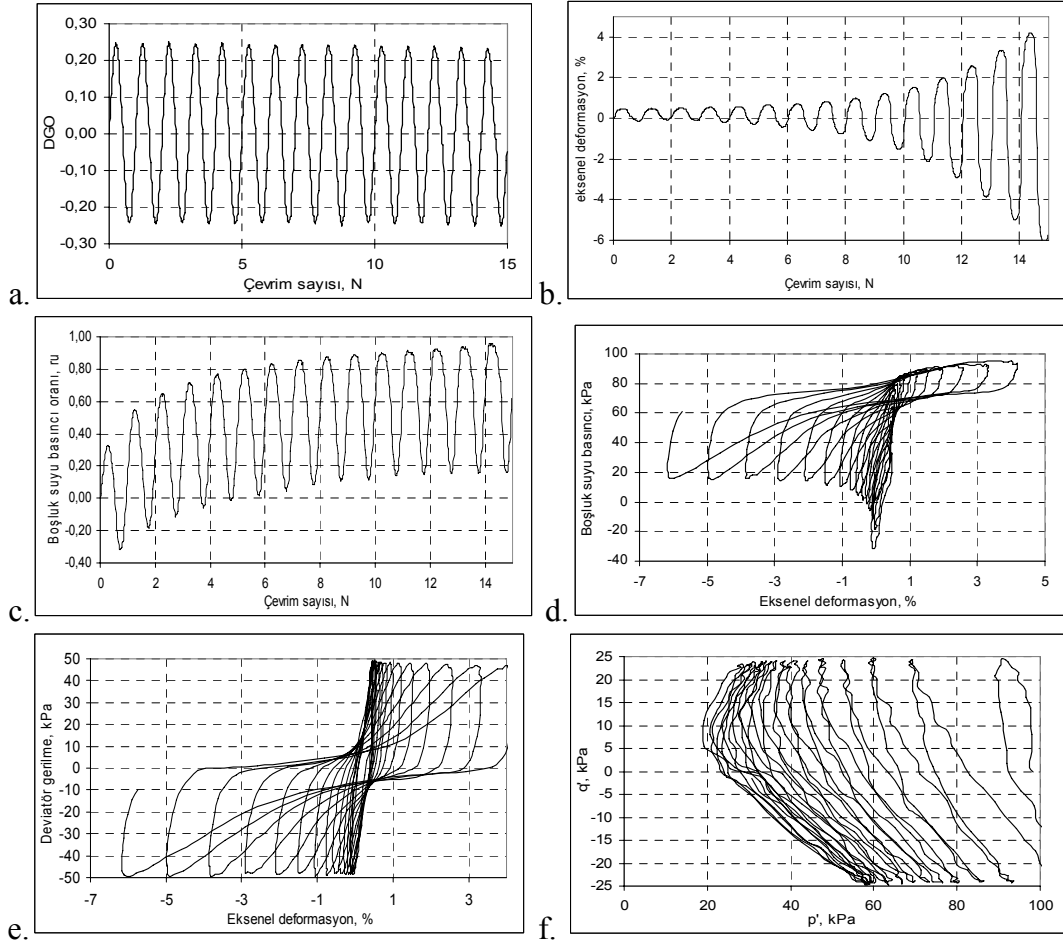 0,30
0,20
0,10
0,00
-0,10
-0,20
-0,30
DGO
0 5 10 15
Çevrim sayısı, N
a.
4
2
0
-2
-4
-6
eksenel deformasyon, %
0 2 4 6 8 10 12 14
Çevrim sayısı, N
b.
1,00
0,80
0,60
0,40
0,20
0,00
-0,20
-0,40
Boşluk suyu basıncı oranı, ru
0 2 4 6 8 10 12 14
Çevrim sayısı, N
c.
100
80
60
40
20
0
-20
-40
Boşluk suyu basıncı, kPa
-7 -5 -3 -1 1 3 5
Eksenel deformasyon, %
d.
50
40
30
20
10
0
-10
-20
-30
-40
-50
Deviatör gerilme, kPa
-7 -5 -3 -1 1 3
Eksenel deformasyon, %
e.
25
20
15
10
5
0
-5
-10
-15
-20
-25
q', kPa
0 20 40 60 80 100
p', kPa
f.